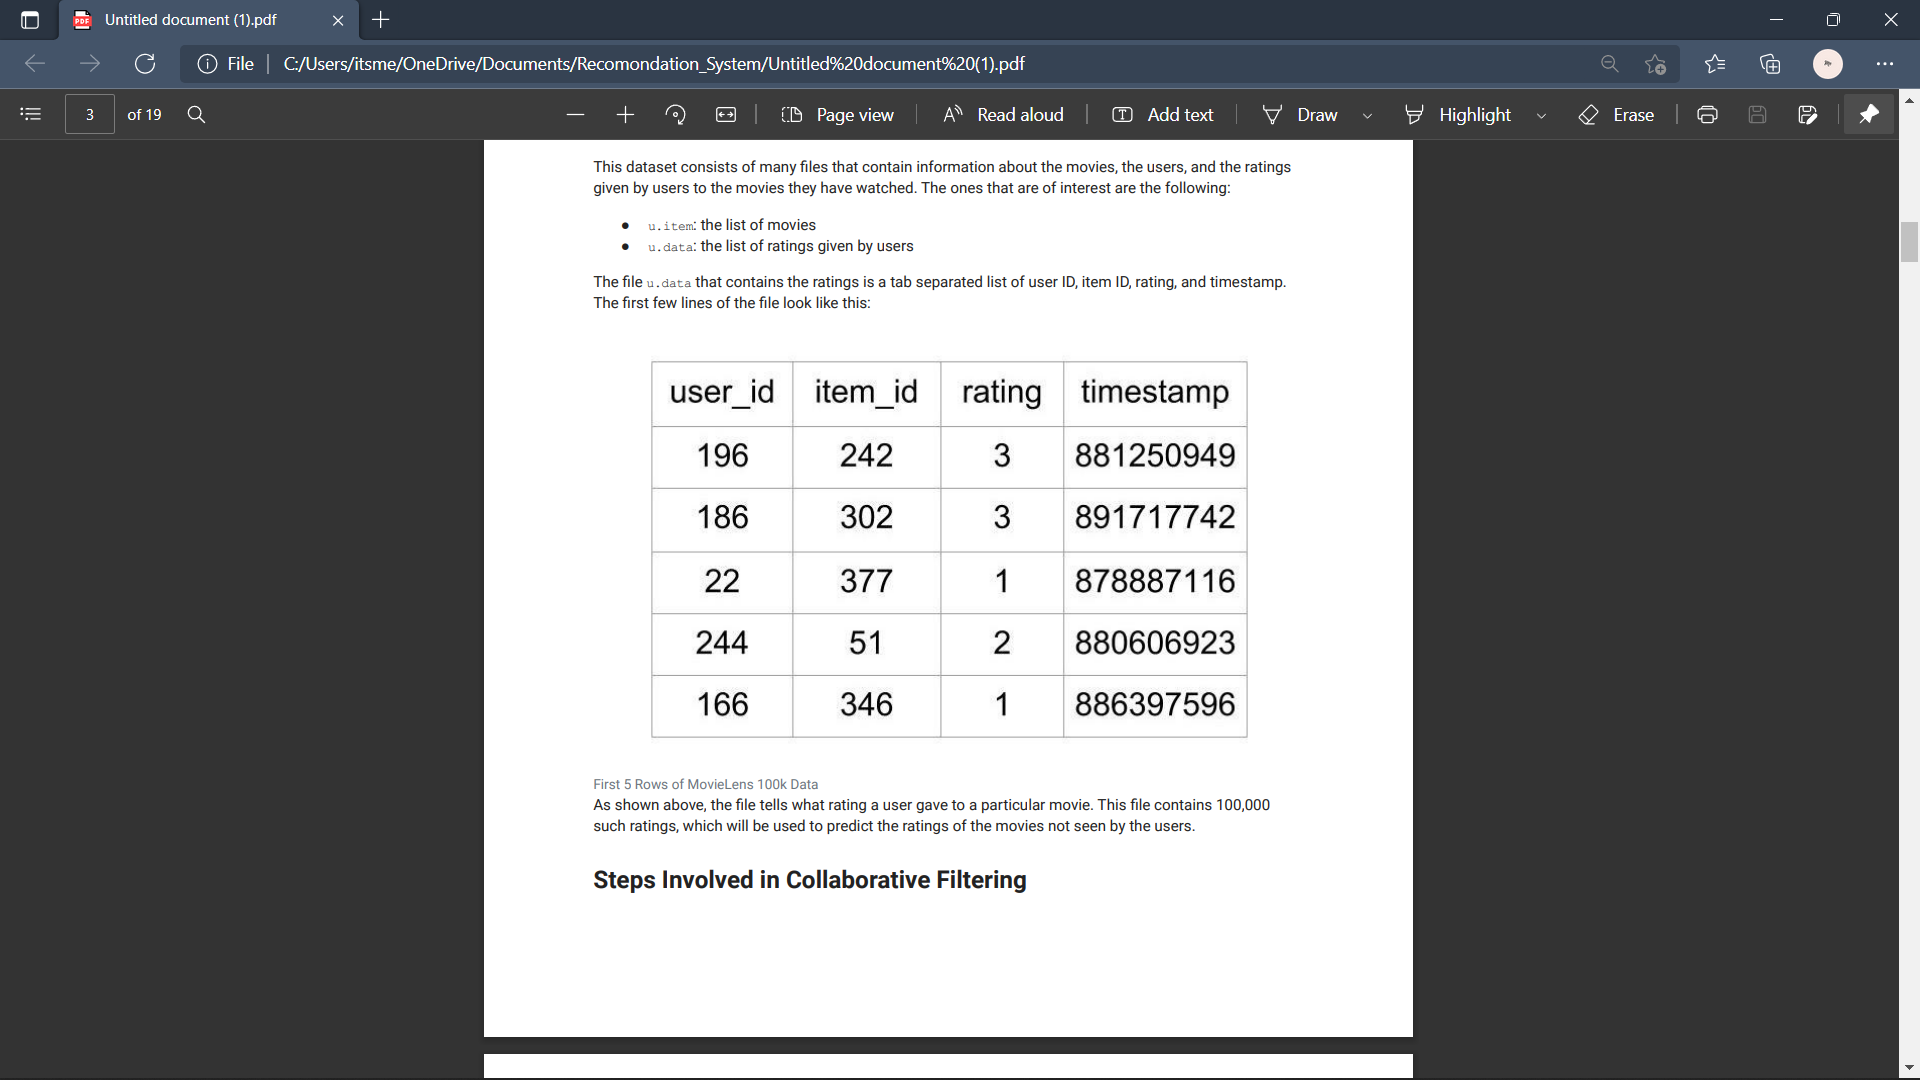 Untitled document (1).pdf
File C:/Users/itsme/OneDrive/Documents/Recomondation_System/Untitled%20document%20(1).pdf
3 of 19 Page view Read aloud Add text Draw Highlight Erase
This dataset consists of many files that contain information about the movies, the users, and the ratings
given by users to the movies they have watched. The ones that are of interest are the following:
● u.item: the list of movies
● u.data: the list of ratings given by users
The file u.data that contains the ratings is a tab separated list of user ID, item ID, rating, and timestamp.
The first few lines of the file look like this:
user_id item_id rating timestamp
196 242 3 881250949
186 302 3 891717742
22 377 1 878887116
244 51 2 880606923
166 346 1 886397596
First 5 Rows of MovieLens 100k Data
As shown above, the file tells what rating a user gave to a particular movie. This file contains 100,000
such ratings, which will be used to predict the ratings of the movies not seen by the users.
Steps Involved in Collaborative Filtering